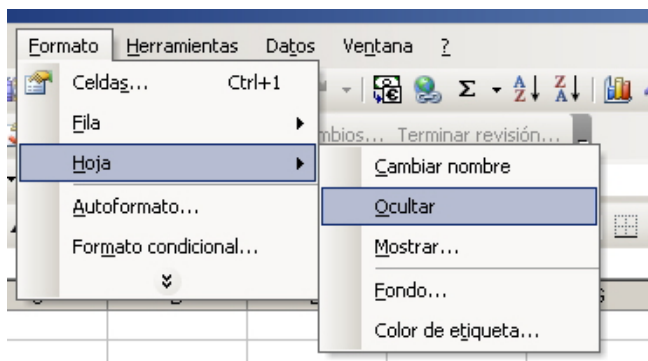 Formato Herramientas Datos Ventana ?
Celdas... Ctrl+1
Fila
mbios... Terminar revisión...
Hoja
Cambiar nombre
Autoformato...
Ocultar
Formato condicional...
Mostrar...
Fondo...
Color de etiqueta...